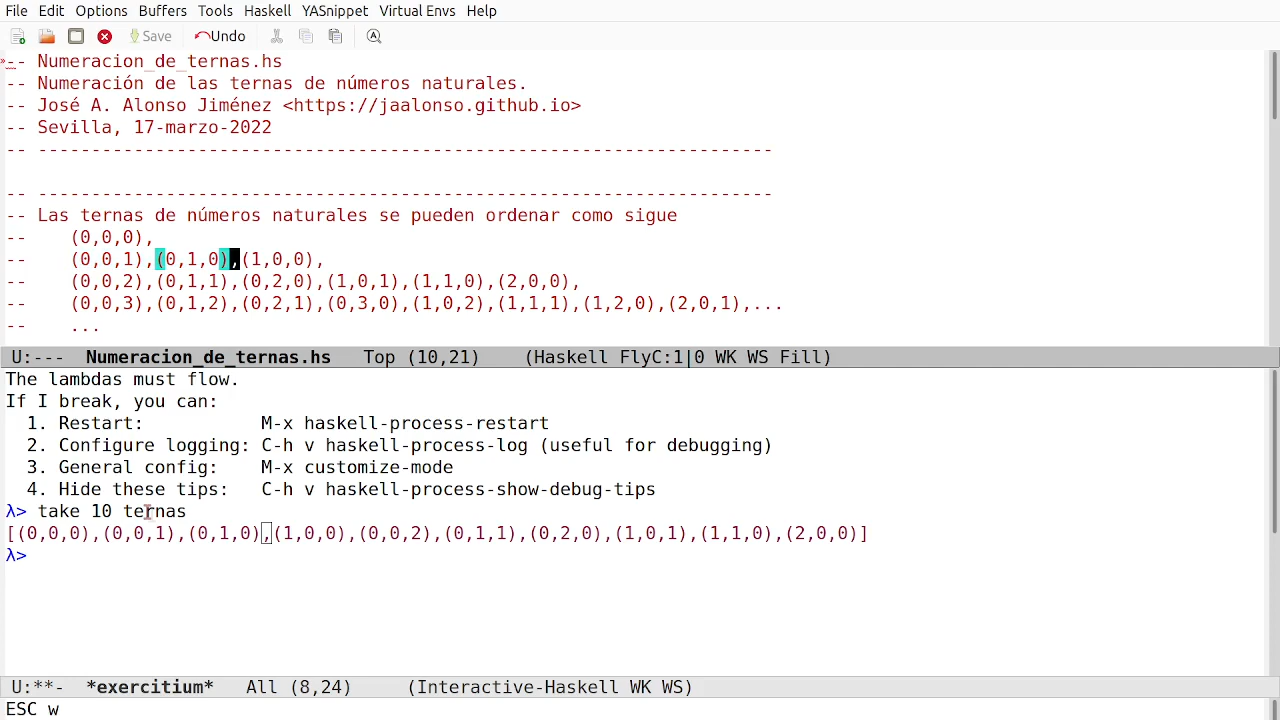 File Edit Options Buffers Tools Haskell YASnippet Virtual Envs Help
Save Undo
-- Numeracion_de_ternas.hs
-- Numeración de las ternas de números naturales.
-- José A. Alonso Jiménez <https://jaalonso.github.io>
-- Sevilla, 17-marzo-2022
-- ---------------------------------------------------------------------
-- ---------------------------------------------------------------------
-- Las ternas de números naturales se pueden ordenar como sigue
--    (0,0,0),
--    (0,0,1),(0,1,0),(1,0,0),
--    (0,0,2),(0,1,1),(0,2,0),(1,0,1),(1,1,0),(2,0,0),
--    (0,0,3),(0,1,2),(0,2,1),(0,3,0),(1,0,2),(1,1,1),(1,2,0),(2,0,1),...
--    ...
U:---  Numeracion_de_ternas.hs   Top (10,21)    (Haskell FlyC:1|0 WK WS Fill)
The lambdas must flow.
If I break, you can:
  1. Restart:           M-x haskell-process-restart
  2. Configure logging: C-h v haskell-process-log (useful for debugging)
  3. General config:    M-x customize-mode
  4. Hide these tips:   C-h v haskell-process-show-debug-tips
λ> take 10 ternas
[(0,0,0),(0,0,1),(0,1,0),(1,0,0),(0,0,2),(0,1,1),(0,2,0),(1,0,1),(1,1,0),(2,0,0)]
λ>
U:**-  *exercitium*   All (8,24)    (Interactive-Haskell WK WS)
ESC w